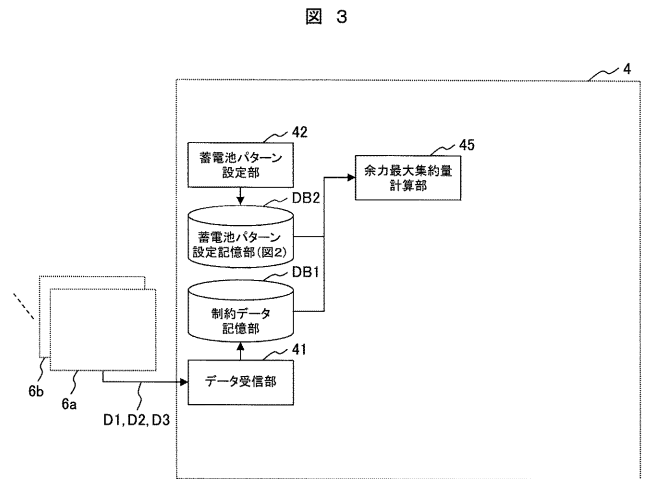 図 3
4
42
蓄電池パターン
設定部
45
余力最大集約量
計算部
DB2
蓄電池パターン
設定記憶部(図2)
DB1
制約データ
記憶部
41
データ受信部
6b
6a
D1,D2,D3